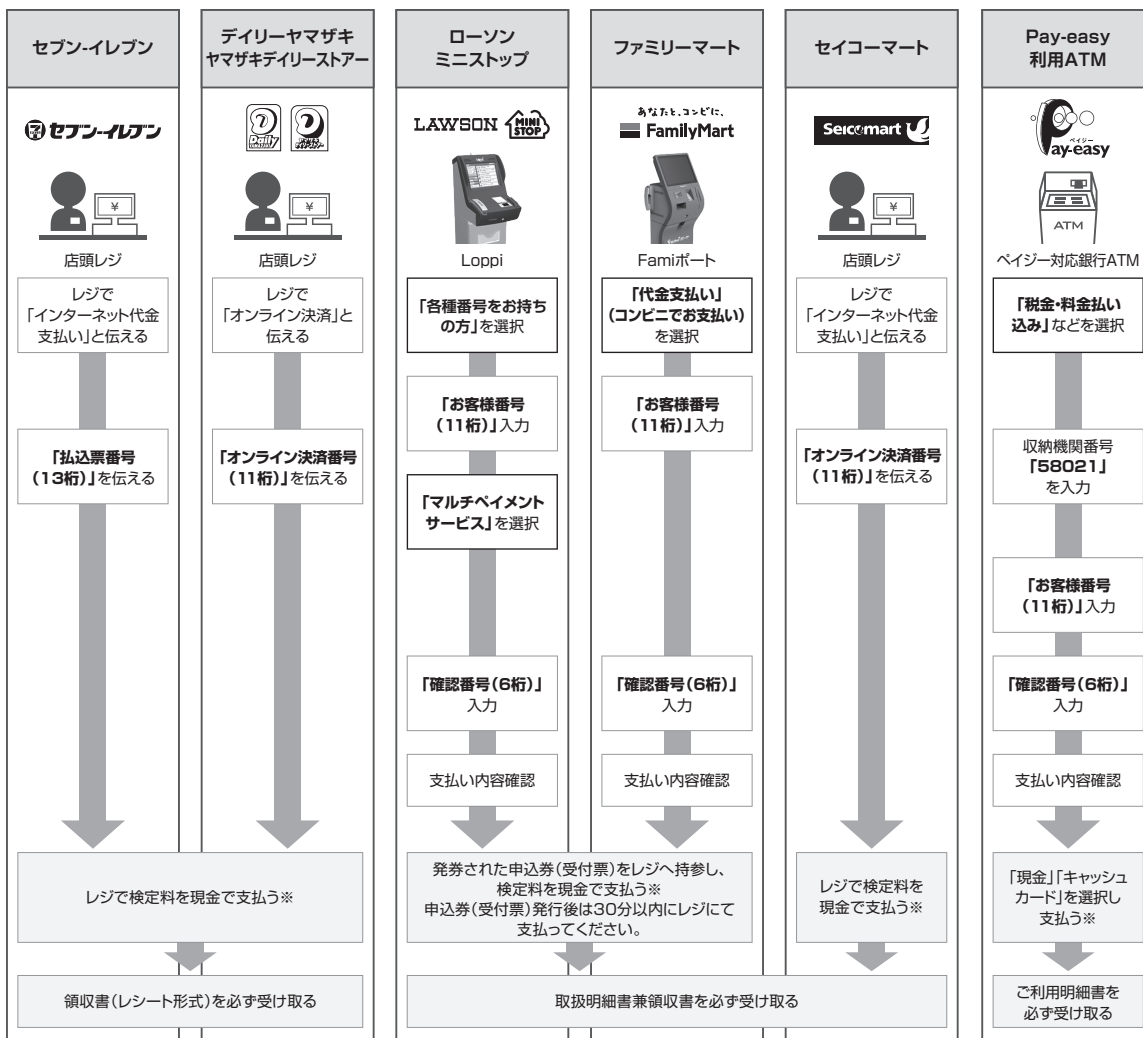 セブン-イレブン
セブン-イレブン
¥
店頭レジ
レジで
「インターネット代金
支払い」と伝える
「払込票番号
(13桁)」を伝える
デイリーヤマザキ
ヤマザキデイリーストアー
Daily
¥
店頭レジ
レジで
「オンライン決済」と
伝える
「オンライン決済番号
(11桁)」を伝える
レジで検定料を現金で支払う※
領収書(レシート形式)を必ず受け取る
ローソン
ミニストップ
LAWSON
MINI
STOP
Loppi
「各種番号をお持ち
の方」を選択
「お客様番号
(11桁)」入力
「マルチペイメント
サービス」を選択
「確認番号(6桁)」
入力
支払い内容確認
ファミリーマート
あなたと、コンビに、
FamilyMart
Famiポート
「代金支払い」
(コンビニでお支払い)
を選択
「お客様番号
(11桁)」入力
「確認番号(6桁)」
入力
支払い内容確認
発券された申込券(受付票)をレジへ持参し、
検定料を現金で支払う※
申込券(受付票)発行後は30分以内にレジにて
支払ってください。
セイコーマート
Seicomart
¥
店頭レジ
レジで
「インターネット代金
支払い」と伝える
「オンライン決済番号
(11桁)」を伝える
レジで検定料を
現金で支払う※
取扱明細書兼領収書を必ず受け取る
Pay-easy
利用ATM
ペイジー
Pay-easy
ATM
ペイジー対応銀行ATM
「税金・料金払い
込み」などを選択
収納機関番号
「58021」
を入力
「お客様番号
(11桁)」入力
「確認番号(6桁)」
入力
支払い内容確認
「現金」「キャッシュ
カード」を選択し
支払う※
ご利用明細書を
必ず受け取る